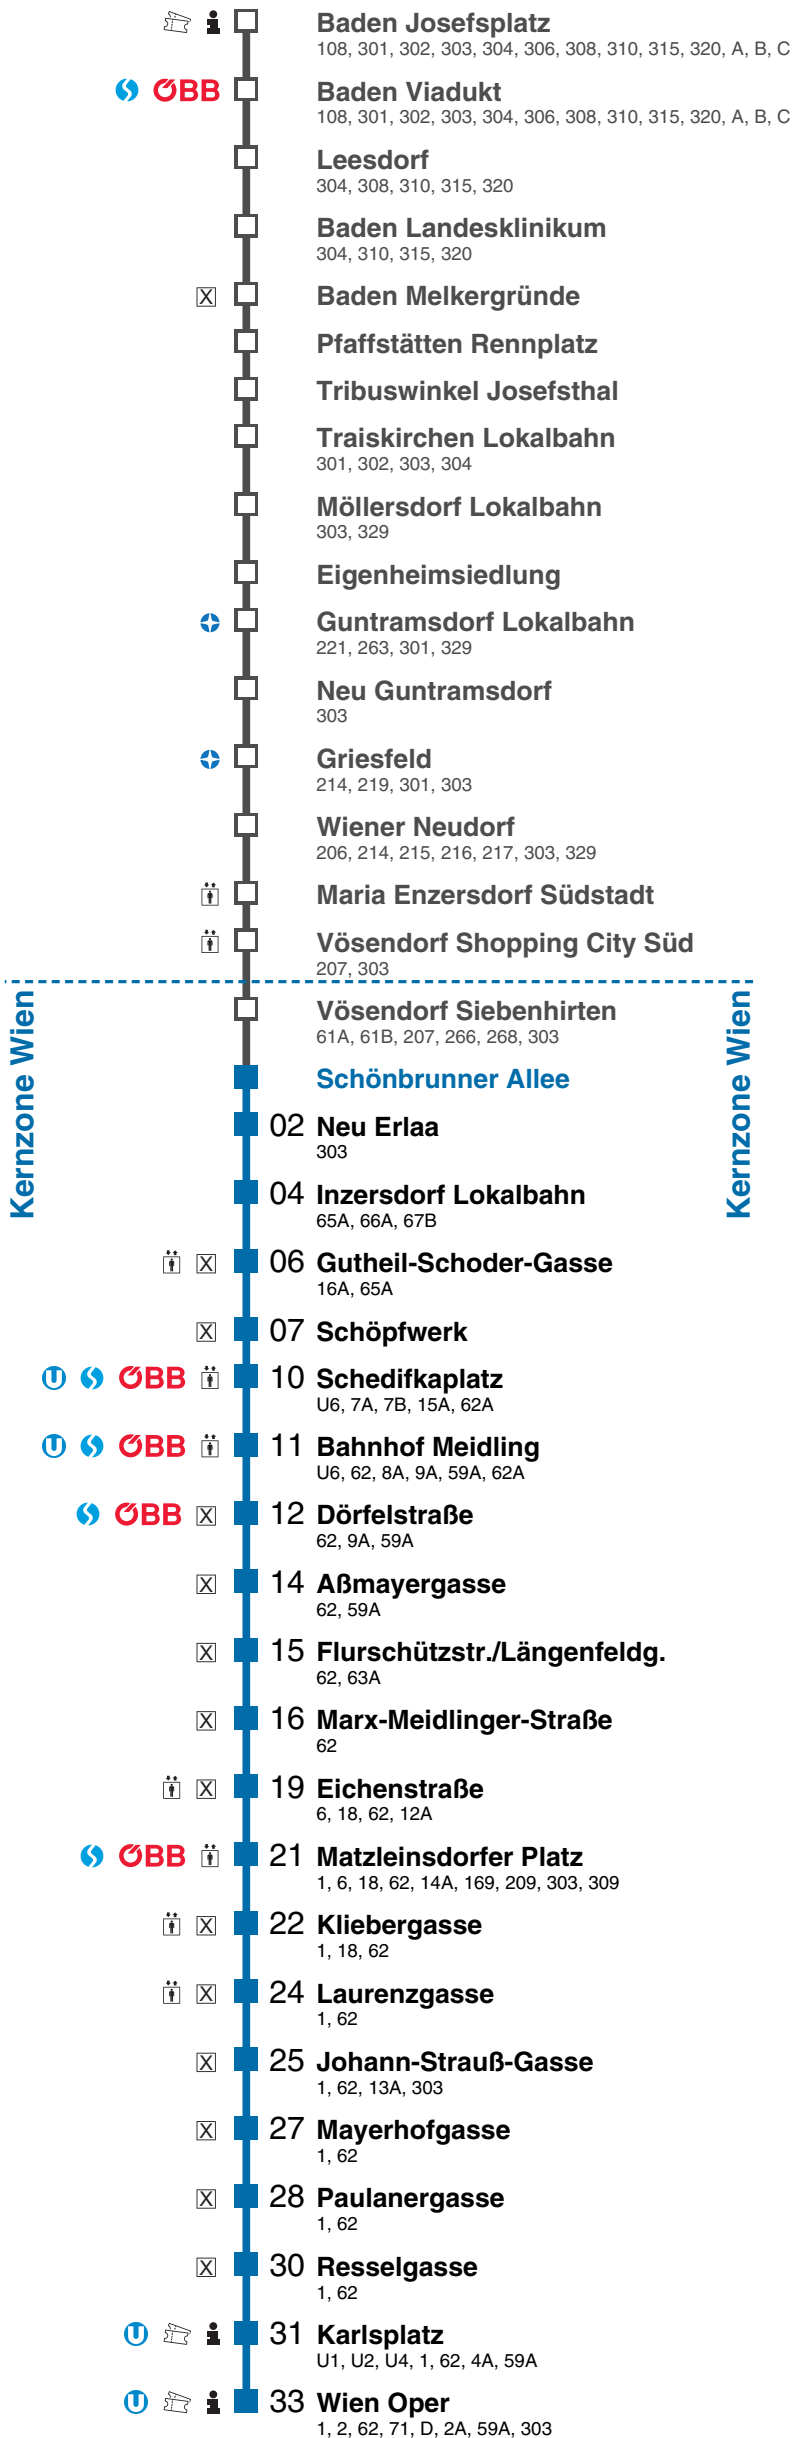 Baden Josefsplatz
108, 301, 302, 303, 304, 306, 308, 310, 315, 320, A, B, C
ÖBB Baden Viadukt
108, 301, 302, 303, 304, 306, 308, 310, 315, 320, A, B, C
Leesdorf
304, 308, 310, 315, 320
Baden Landesklinikum
304, 310, 315, 320
X Baden Melkergründe
Pfaffstätten Rennplatz
Tribuswinkel Josefsthal
Traiskirchen Lokalbahn
301, 302, 303, 304
Möllersdorf Lokalbahn
303, 329
Eigenheimsiedlung
Guntramsdorf Lokalbahn
221, 263, 301, 329
Neu Guntramsdorf
303
Griesfeld
214, 219, 301, 303
Wiener Neudorf
206, 214, 215, 216, 217, 303, 329
Maria Enzersdorf Südstadt
Vösendorf Shopping City Süd
207, 303
Kernzone Wien
Kernzone Wien
Vösendorf Siebenhirten
61A, 61B, 207, 266, 268, 303
Schönbrunner Allee
02 Neu Erlaa
303
04 Inzersdorf Lokalbahn
65A, 66A, 67B
X 06 Gutheil-Schoder-Gasse
16A, 65A
X 07 Schöpfwerk
U ÖBB 10 Schedifkaplatz
U6, 7A, 7B, 15A, 62A
U ÖBB 11 Bahnhof Meidling
U6, 62, 8A, 9A, 59A, 62A
ÖBB X 12 Dörfelstraße
62, 9A, 59A
X 14 Aßmayergasse
62, 59A
X 15 Flurschützstr./Längenfeldg.
62, 63A
X 16 Marx-Meidlinger-Straße
62
X 19 Eichenstraße
6, 18, 62, 12A
ÖBB 21 Matzleinsdorfer Platz
1, 6, 18, 62, 14A, 169, 209, 303, 309
X 22 Kliebergasse
1, 18, 62
X 24 Laurenzgasse
1, 62
X 25 Johann-Strauß-Gasse
1, 62, 13A, 303
X 27 Mayerhofgasse
1, 62
X 28 Paulanergasse
1, 62
X 30 Resselgasse
1, 62
U 31 Karlsplatz
U1, U2, U4, 1, 62, 4A, 59A
U 33 Wien Oper
1, 2, 62, 71, D, 2A, 59A, 303